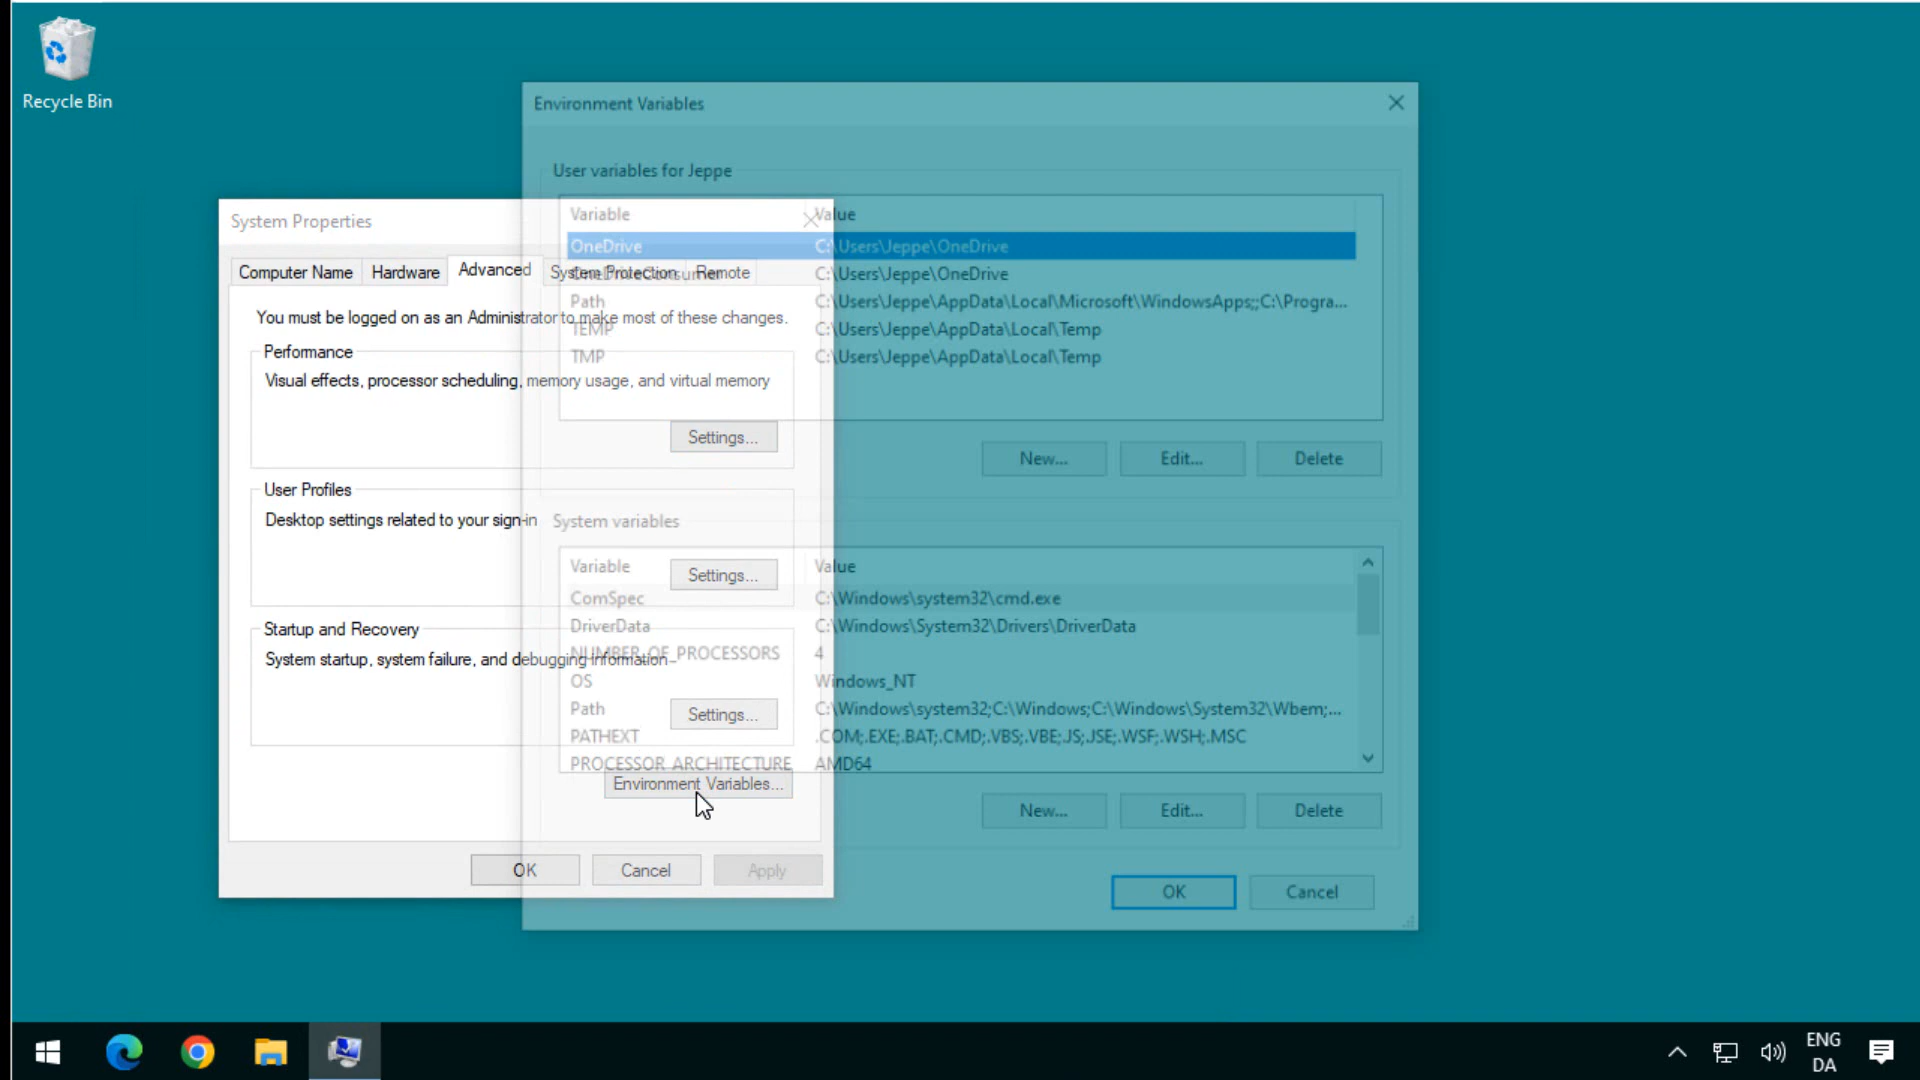 Recycle Bin
Environment Variables
User variables for Jeppe
Variable Value
OneDrive C:\Users\Jeppe\OneDrive
OneDriveConsumer C:\Users\Jeppe\OneDrive
Path C:\Users\Jeppe\AppData\Local\Microsoft\WindowsApps;;C:\Progra...
TEMP C:\Users\Jeppe\AppData\Local\Temp
TMP C:\Users\Jeppe\AppData\Local\Temp
New... Edit... Delete
System variables
Variable Value
ComSpec C:\Windows\system32\cmd.exe
DriverData C:\Windows\System32\Drivers\DriverData
NUMBER_OF_PROCESSORS 4
OS Windows_NT
Path C:\Windows\system32;C:\Windows;C:\Windows\System32\Wbem;...
PATHEXT .COM;.EXE;.BAT;.CMD;.VBS;.VBE;.JS;.JSE;.WSF;.WSH;.MSC
PROCESSOR_ARCHITECTURE AMD64
New... Edit... Delete
OK Cancel
System Properties
Computer Name Hardware Advanced System Protection Remote
You must be logged on as an Administrator to make most of these changes.
Performance
Visual effects, processor scheduling, memory usage, and virtual memory
Settings...
User Profiles
Desktop settings related to your sign-in
Settings...
Startup and Recovery
System startup, system failure, and debugging information
Settings...
Environment Variables...
OK Cancel Apply
ENG
DA